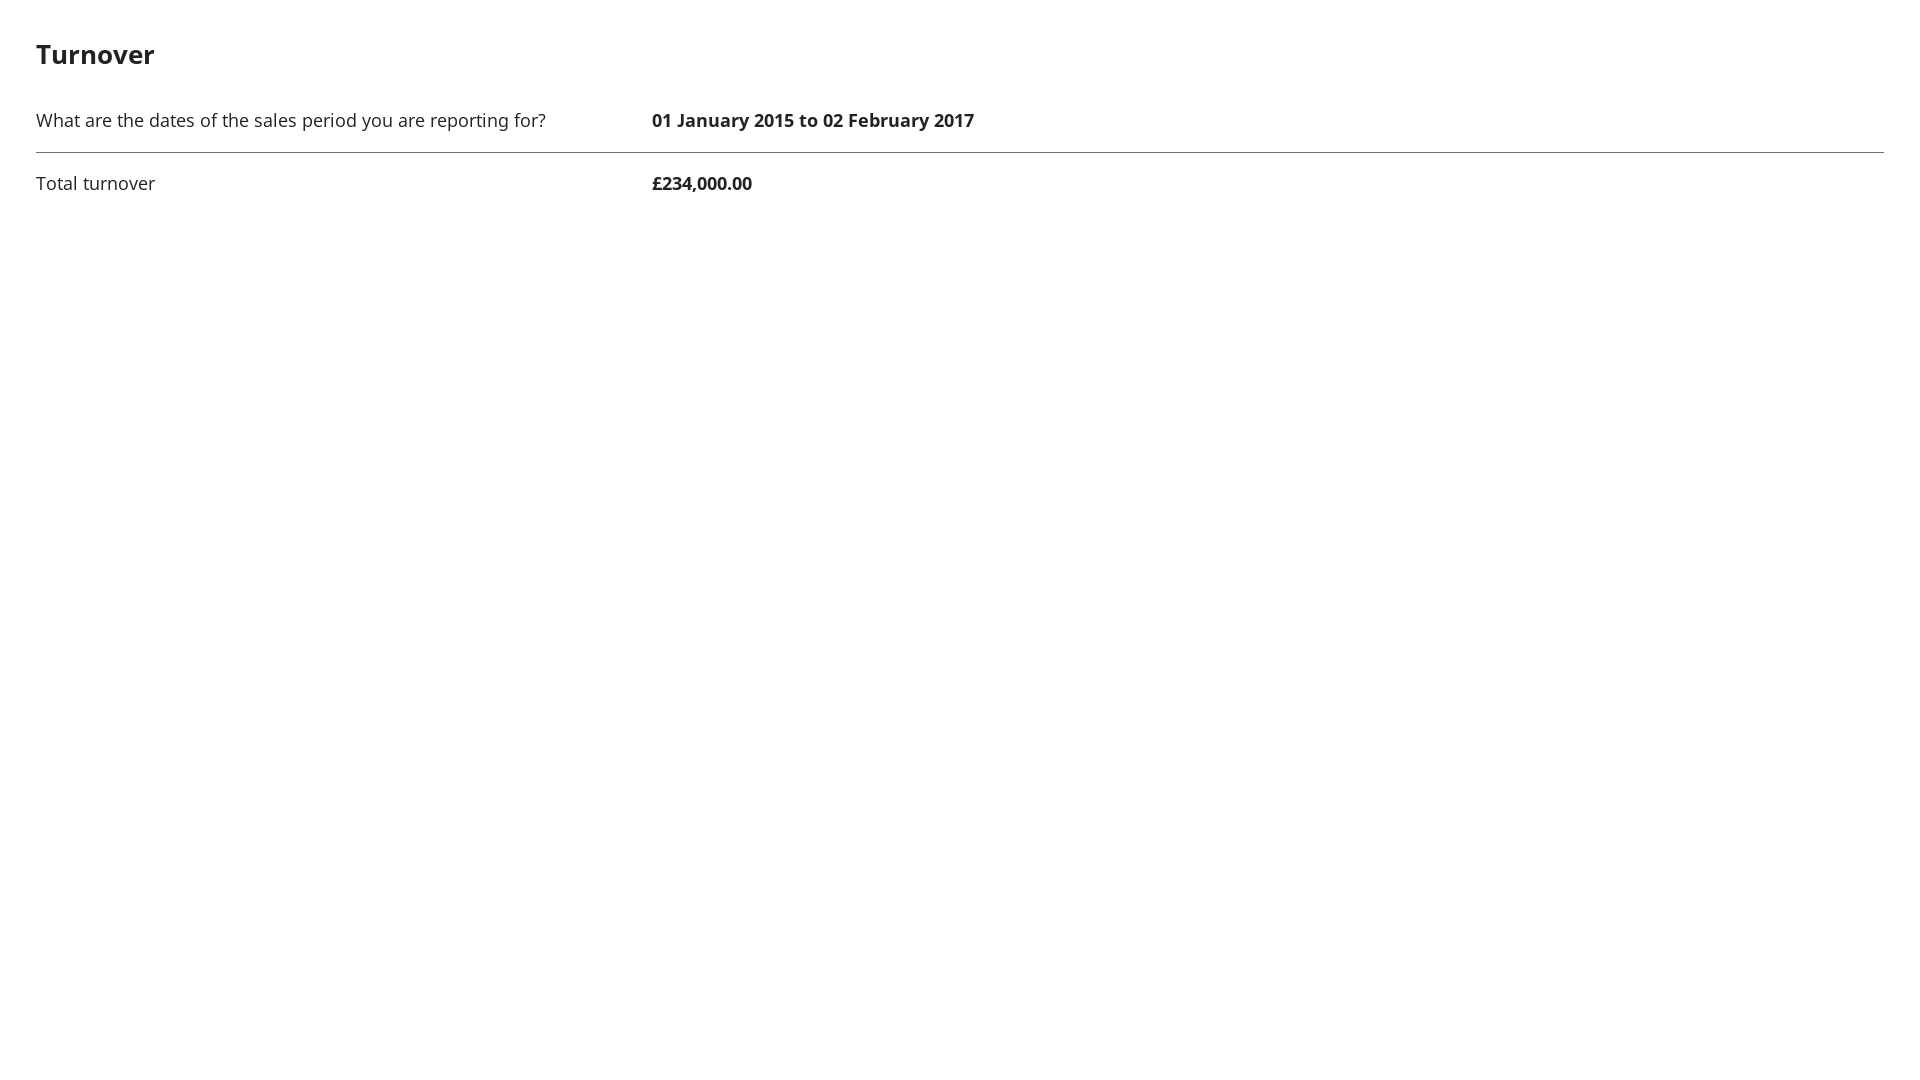 Turnover
What are the dates of the sales period you are reporting for? 01 January 2015 to 02 February 2017
Total turnover £234,000.00